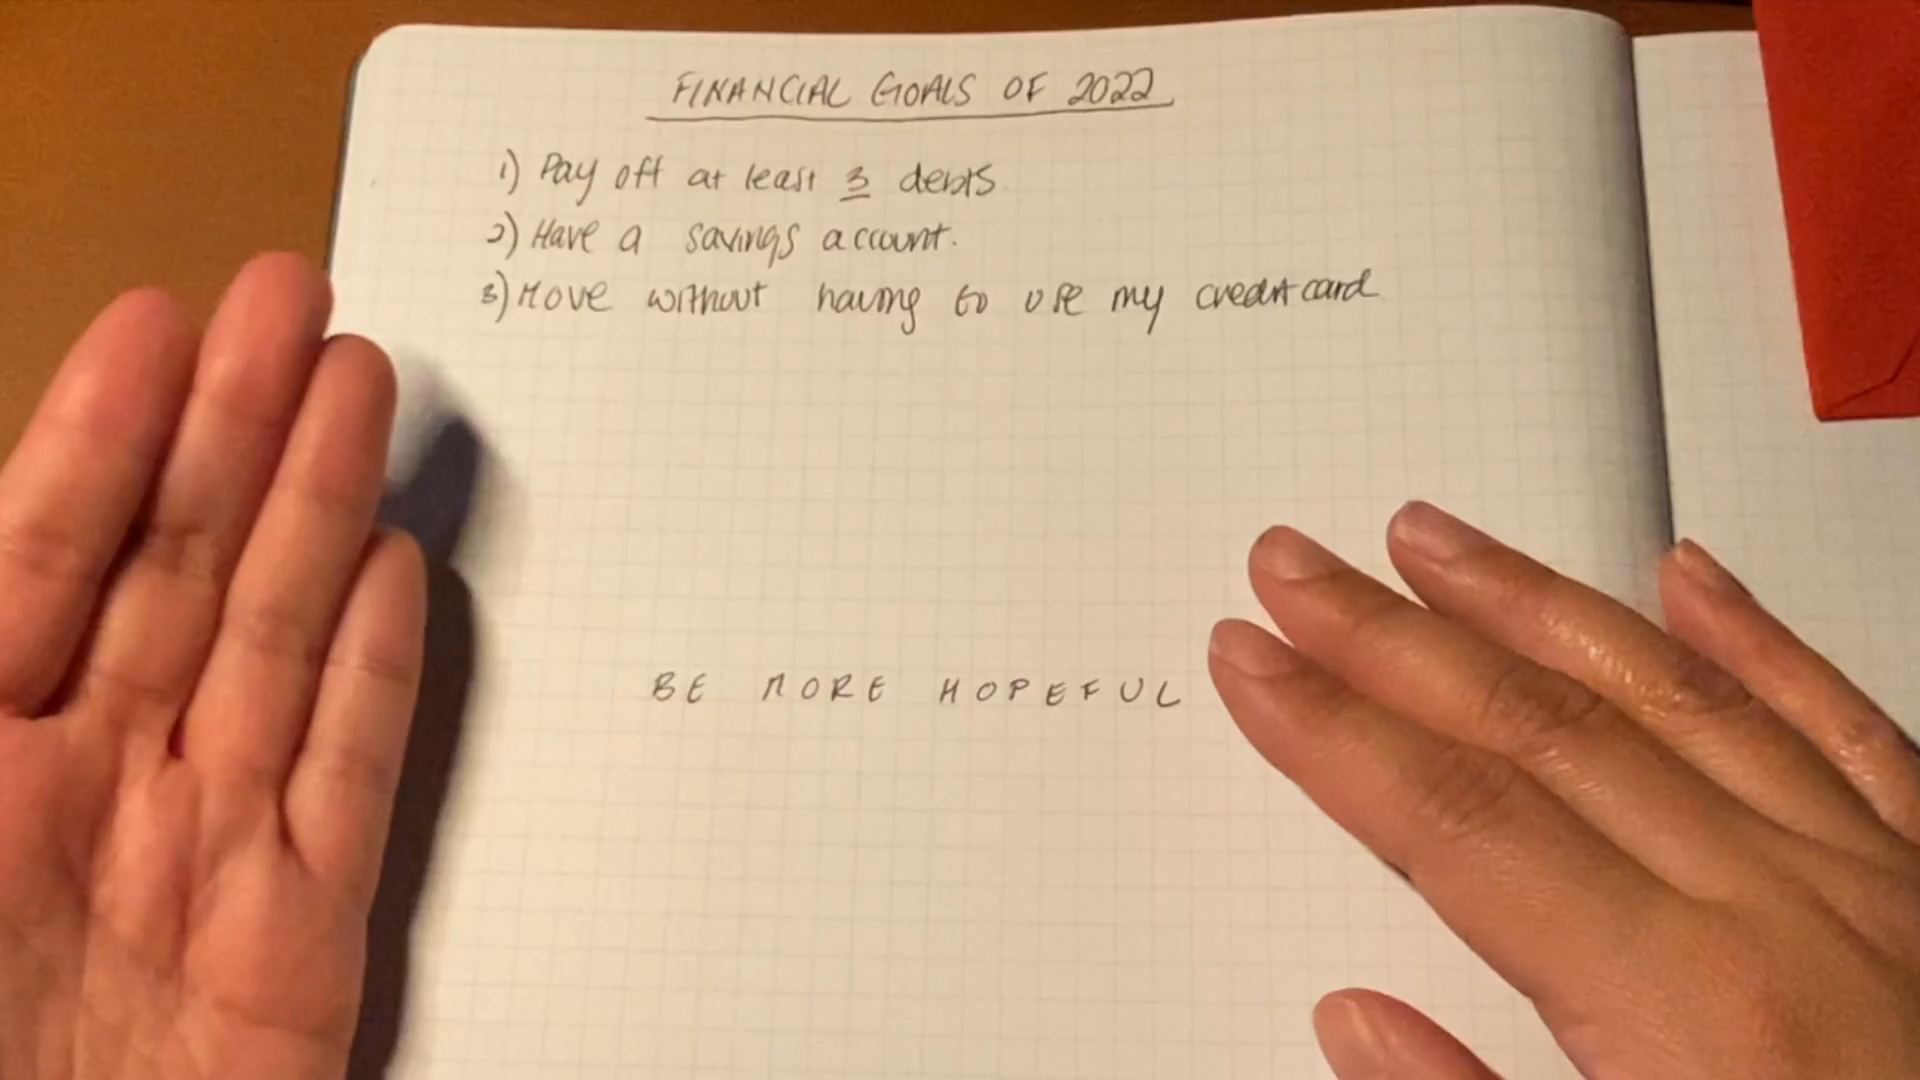 FINANCIAL GOALS OF 2022
1) Pay off at least 3 debts
2) Have a savings account.
3) Move without having to use my credit card
BE MORE HOPEFUL